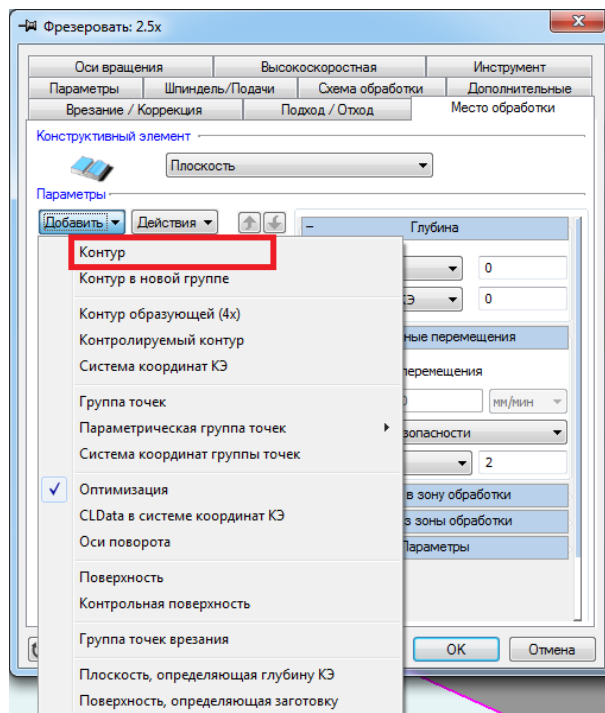 Фрезеровать: 2.5x
Оси вращения Высокоскоростная Инструмент
Параметры Шпиндель/Подачи Схема обработки Дополнительные
Врезание / Коррекция Подход / Отход Место обработки
Конструктивный элемент
Плоскость
Параметры
Добавить Действия – Глубина
Контур
0
Контур в новой группе
КЭ 0
Контур образующей (4x)
Контролируемый контур ные перемещения
Система координат КЭ перемещения
Группа точек мм/мин
Параметрическая группа точек зопасности
Система координат группы точек 2
Оптимизация в зону обработки
CLData в системе координат КЭ з зоны обработки
Оси поворота Параметры
Поверхность
Контрольная поверхность
Группа точек врезания OK Отмена
Плоскость, определяющая глубину КЭ
Поверхность, определяющая заготовку